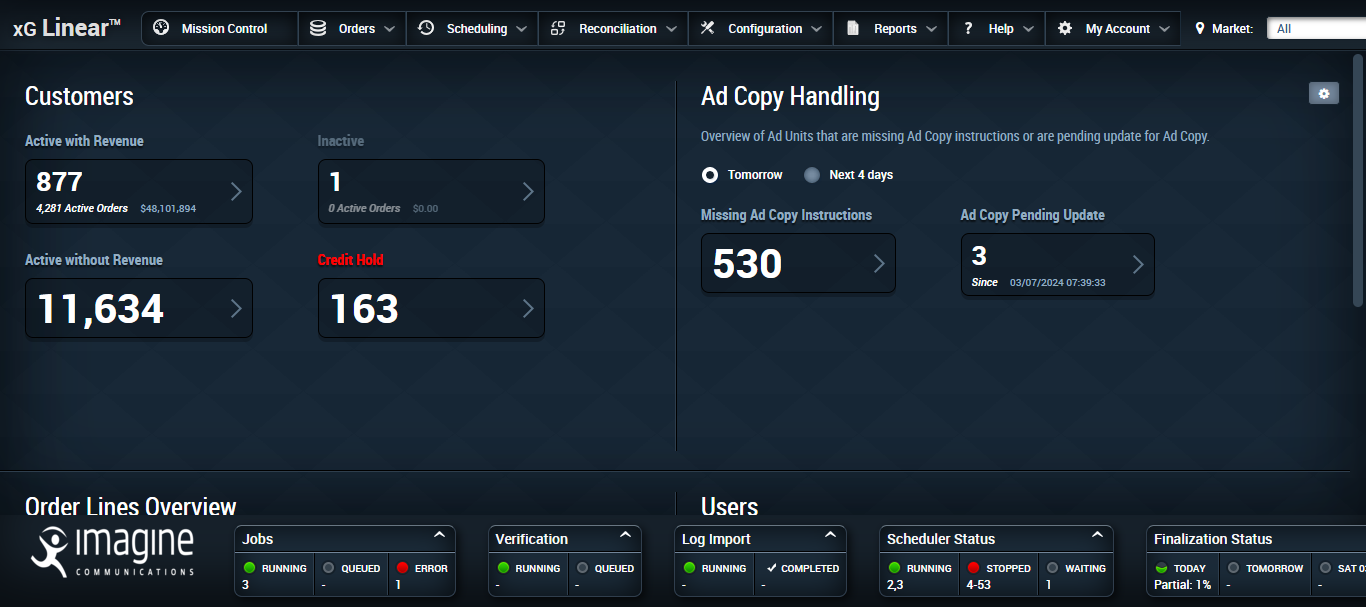 xG Linear™ Mission Control Orders Scheduling Reconciliation Configuration Reports ? Help My Account Market: All
Customers
Active with Revenue Inactive
877 1
4,281 Active Orders $48,101,894 0 Active Orders $0.00
Active without Revenue Credit Hold
11,634 163
Ad Copy Handling
Overview of Ad Units that are missing Ad Copy instructions or are pending update for Ad Copy.
Tomorrow Next 4 days
Missing Ad Copy Instructions Ad Copy Pending Update
530 3
Since 03/07/2024 07:39:33
Order Lines Overview Users
imagine
COMMUNICATIONS
Jobs
RUNNING QUEUED ERROR
3 - 1
Verification
RUNNING QUEUED
- -
Log Import
RUNNING COMPLETED
- -
Scheduler Status
RUNNING STOPPED WAITING
2,3 4-53 1
Finalization Status
TODAY TOMORROW SAT
Partial: 1% - -